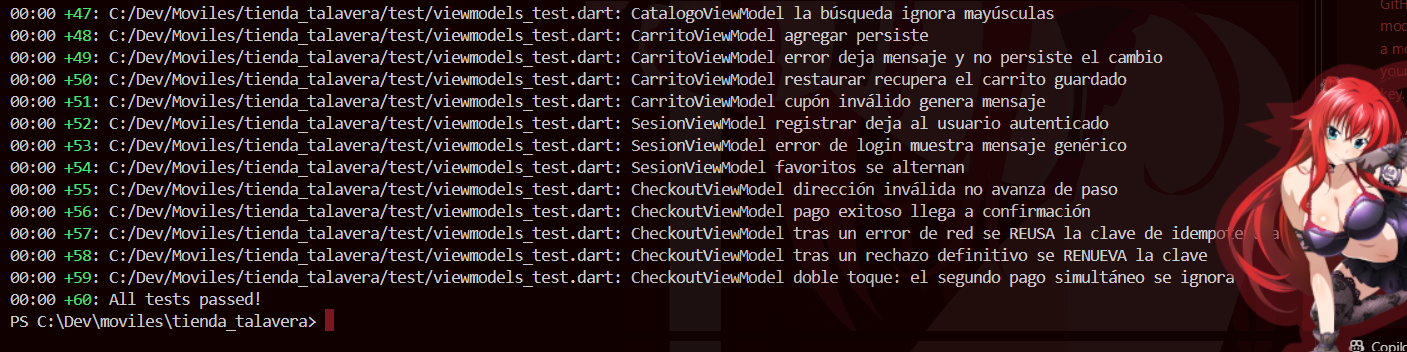 00:00 +47: C:/Dev/Moviles/tienda_talavera/test/viewmodels_test.dart: CatalogoViewModel la búsqueda ignora mayúsculas
00:00 +48: C:/Dev/Moviles/tienda_talavera/test/viewmodels_test.dart: CarritoViewModel agregar persiste
00:00 +49: C:/Dev/Moviles/tienda_talavera/test/viewmodels_test.dart: CarritoViewModel error deja mensaje y no persiste el cambio
00:00 +50: C:/Dev/Moviles/tienda_talavera/test/viewmodels_test.dart: CarritoViewModel restaurar recupera el carrito guardado
00:00 +51: C:/Dev/Moviles/tienda_talavera/test/viewmodels_test.dart: CarritoViewModel cupón inválido genera mensaje
00:00 +52: C:/Dev/Moviles/tienda_talavera/test/viewmodels_test.dart: SesionViewModel registrar deja al usuario autenticado
00:00 +53: C:/Dev/Moviles/tienda_talavera/test/viewmodels_test.dart: SesionViewModel error de login muestra mensaje genérico
00:00 +54: C:/Dev/Moviles/tienda_talavera/test/viewmodels_test.dart: SesionViewModel favoritos se alternan
00:00 +55: C:/Dev/Moviles/tienda_talavera/test/viewmodels_test.dart: CheckoutViewModel dirección inválida no avanza de paso
00:00 +56: C:/Dev/Moviles/tienda_talavera/test/viewmodels_test.dart: CheckoutViewModel pago exitoso llega a confirmación
00:00 +57: C:/Dev/Moviles/tienda_talavera/test/viewmodels_test.dart: CheckoutViewModel tras un error de red se REUSA la clave de
00:00 +58: C:/Dev/Moviles/tienda_talavera/test/viewmodels_test.dart: CheckoutViewModel tras un rechazo definitivo se RENUEVA la clave
00:00 +59: C:/Dev/Moviles/tienda_talavera/test/viewmodels_test.dart: CheckoutViewModel doble toque: el segundo pago simultáneo se ignora
00:00 +60: All tests passed!
PS C:\Dev\moviles\tienda_talavera>
GitH
mod
a mo
key.
Copilo